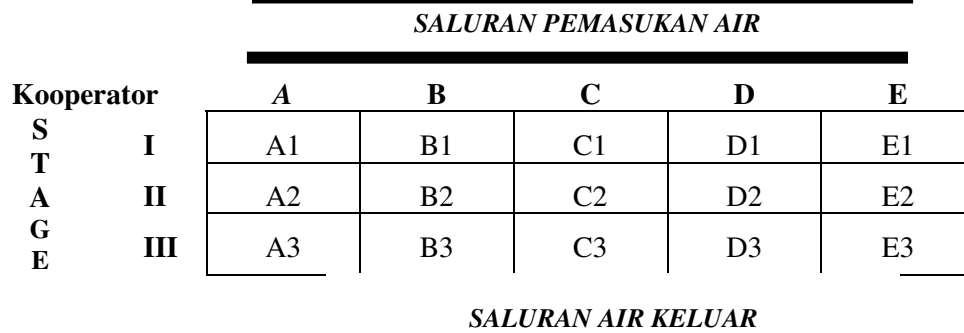 SALURAN PEMASUKAN AIR
Kooperator A B C D E
STAGE
I A1 B1 C1 D1 E1
II A2 B2 C2 D2 E2
III A3 B3 C3 D3 E3
SALURAN AIR KELUAR